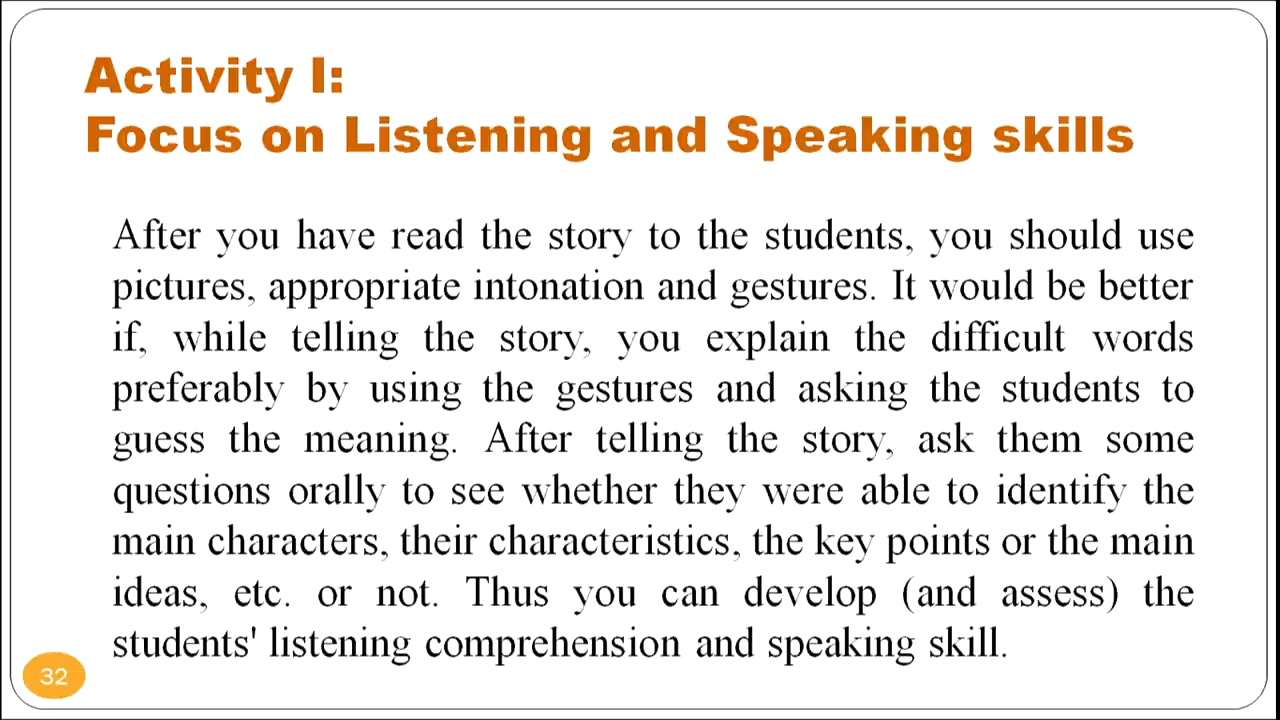 Activity I:
Focus on Listening and Speaking skills
After you have read the story to the students, you should use
pictures, appropriate intonation and gestures. It would be better
if, while telling the story, you explain the difficult words
preferably by using the gestures and asking the students to
guess the meaning. After telling the story, ask them some
questions orally to see whether they were able to identify the
main characters, their characteristics, the key points or the main
ideas, etc. or not. Thus you can develop (and assess) the
students' listening comprehension and speaking skill.
32